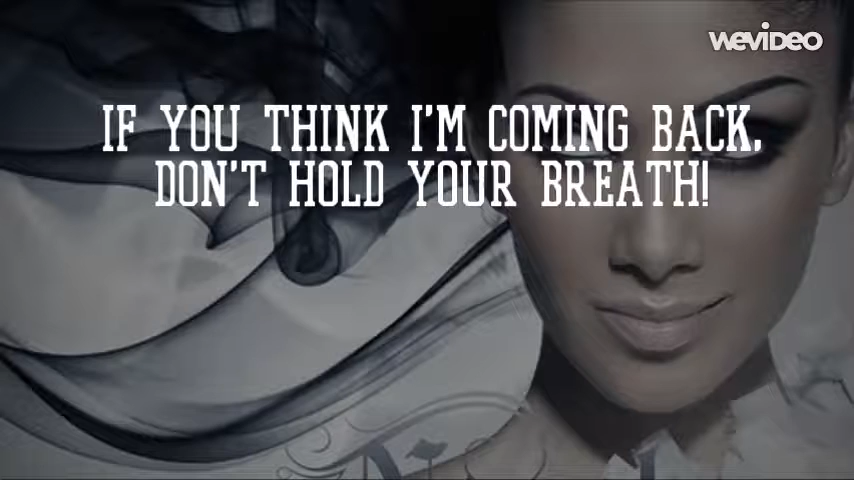 WEVIDEO
IF YOU THINK I'M COMING BACK,
DON'T HOLD YOUR BREATH!